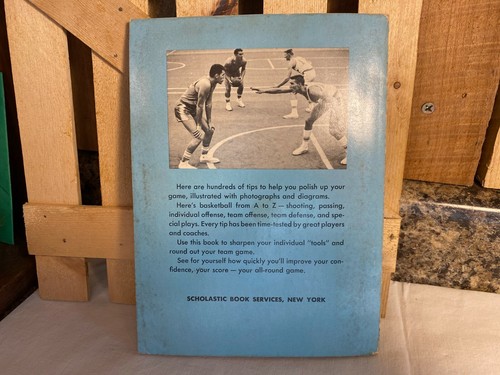 Here are hundreds of tips to help you polish up your
game, illustrated with photographs and diagrams.
Here's basketball from A to Z — shooting, passing,
individual offense, team offense, team defense, and spe-
cial plays. Every tip has been time-tested by great players
and coaches.
Use this book to sharpen your individual "tools" and
round out your team game.
See for yourself how quickly you'll improve your con-
fidence, your score — your all-round game.
SCHOLASTIC BOOK SERVICES, NEW YORK